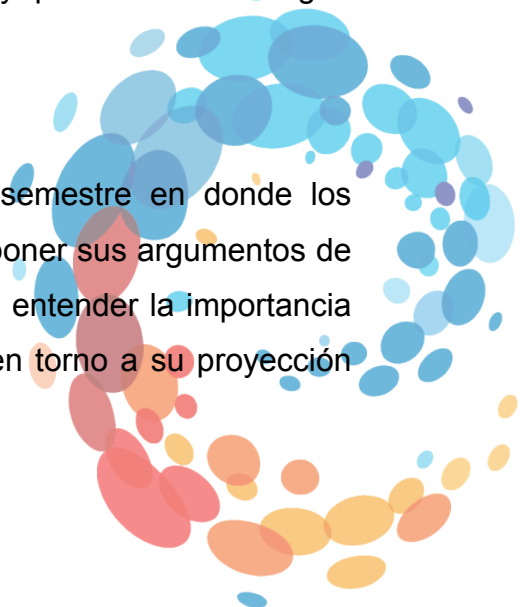 semestre en donde los
poner sus argumentos de
entender la importancia
en torno a su proyección